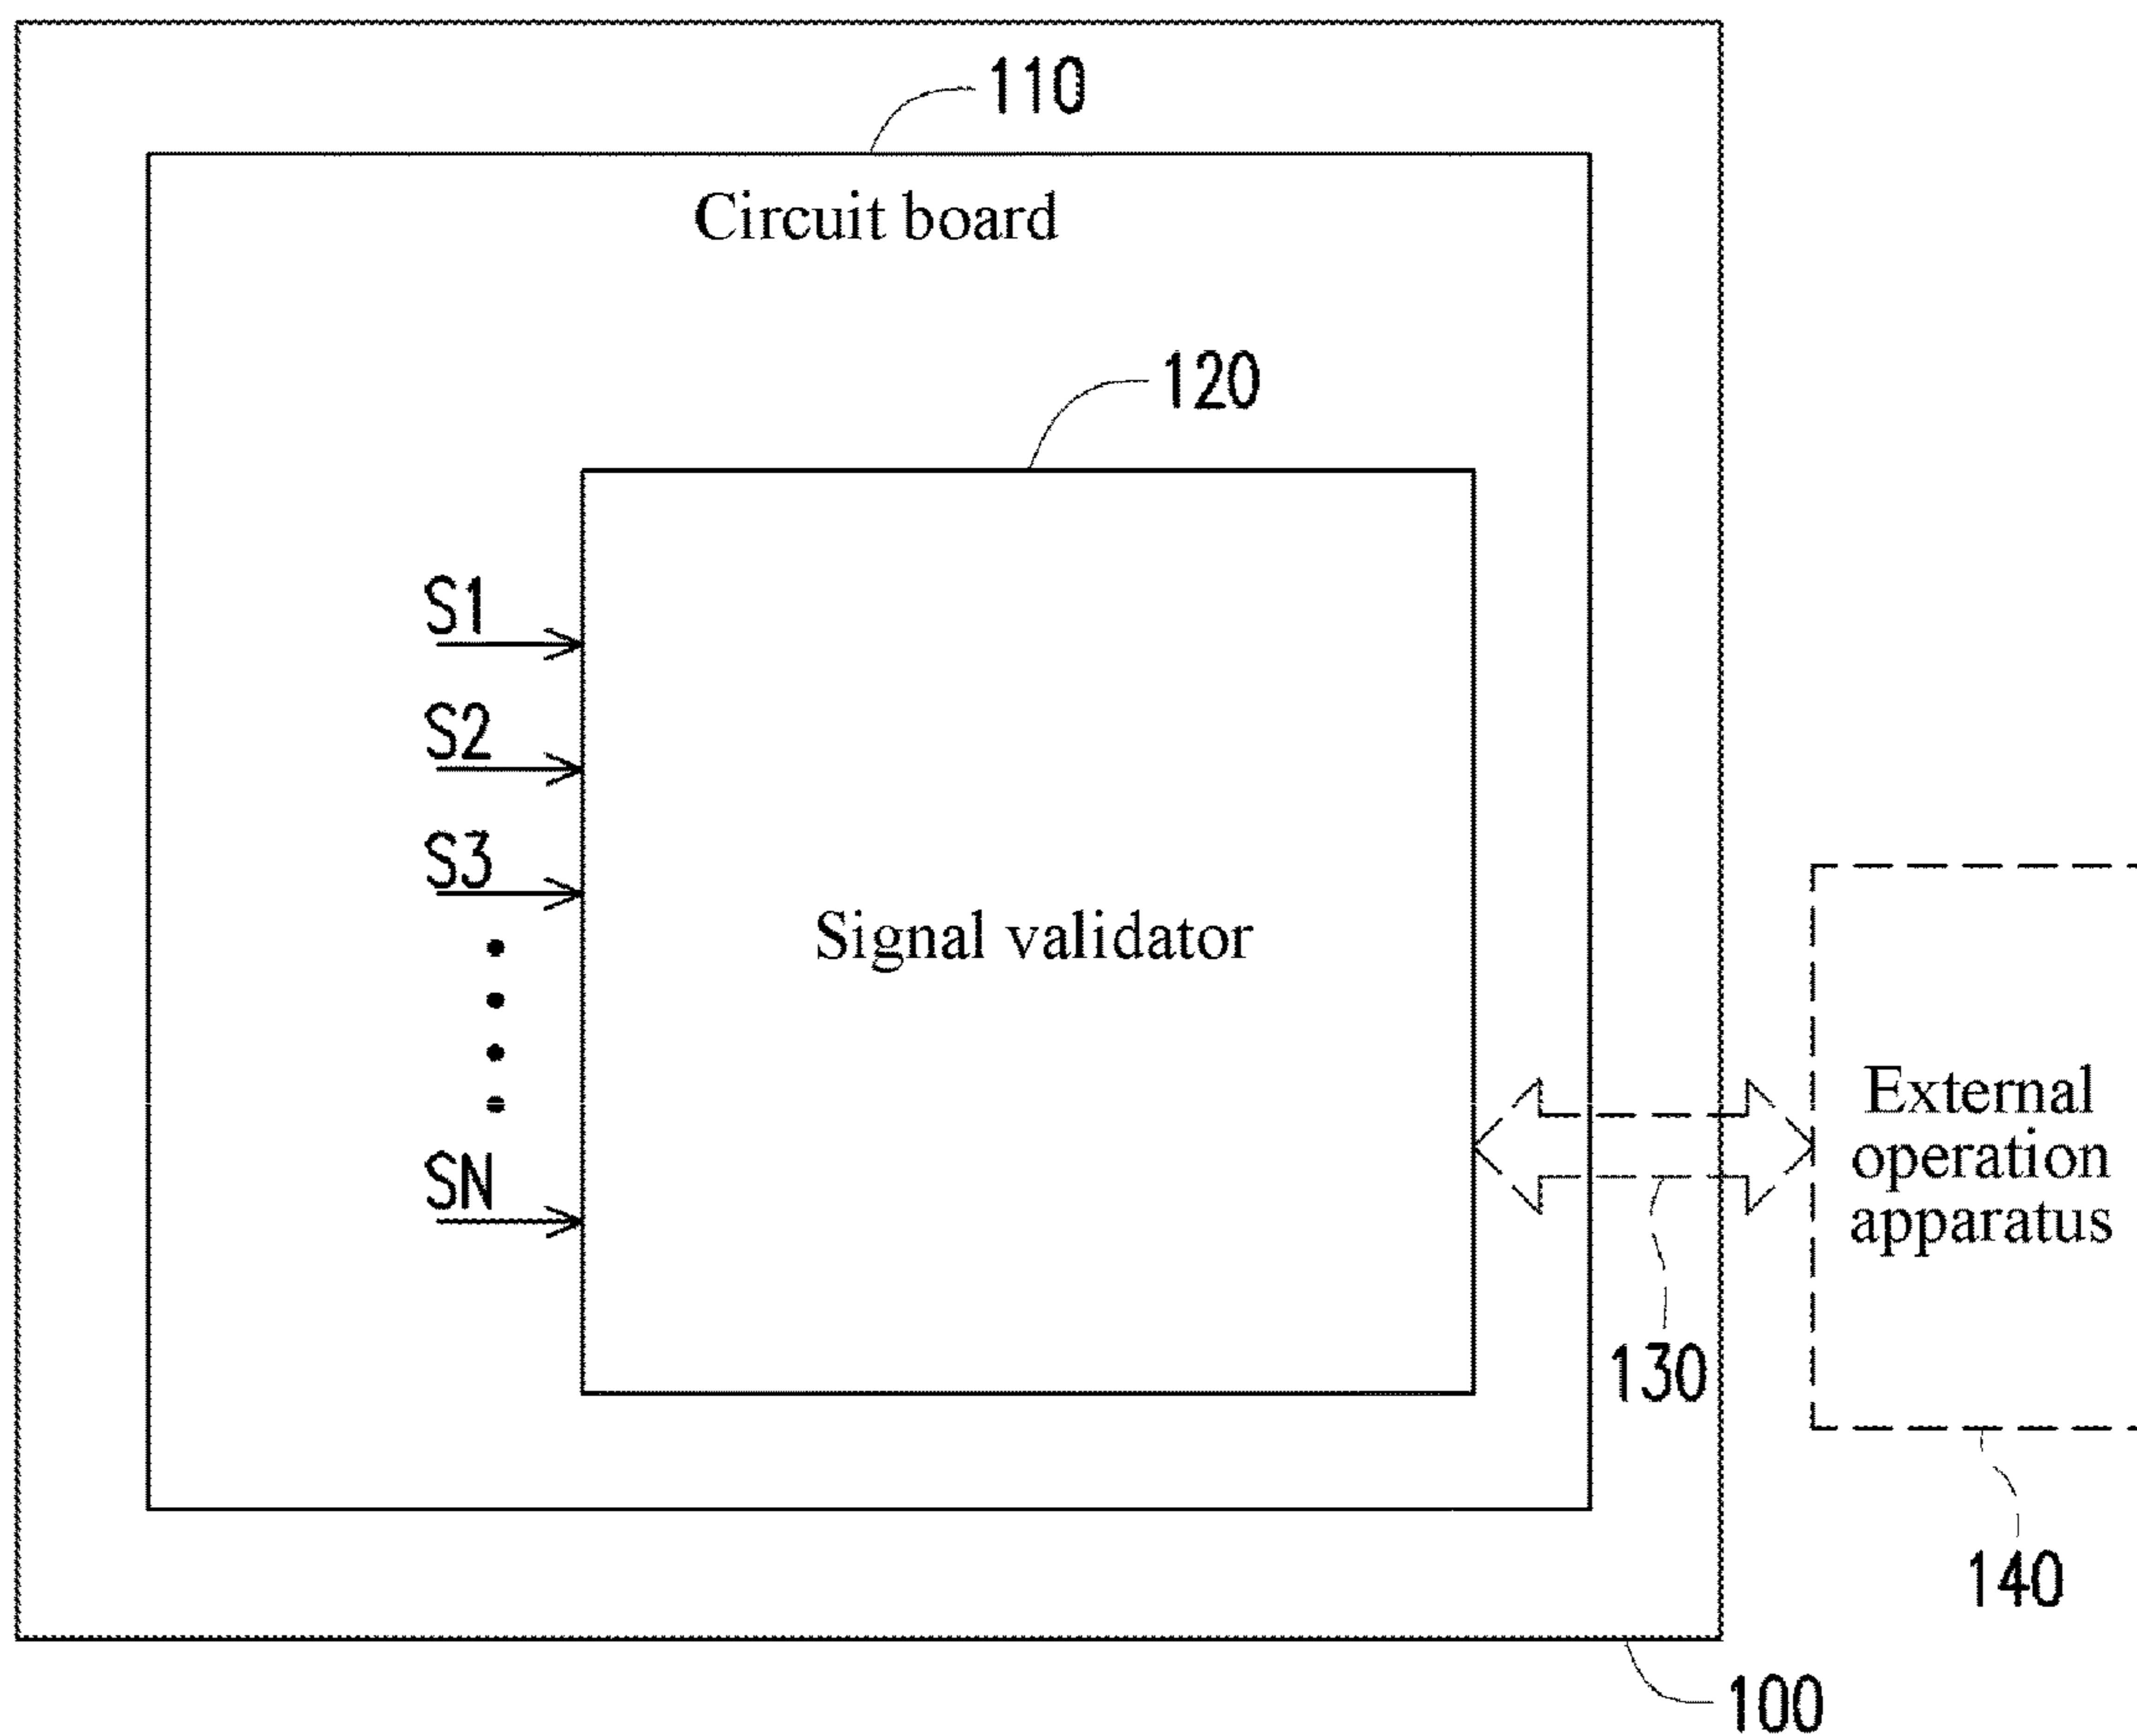 110
Circuit board
120
S1
S2
S3
Signal validator
SN
External
operation
apparatus
130
140
100